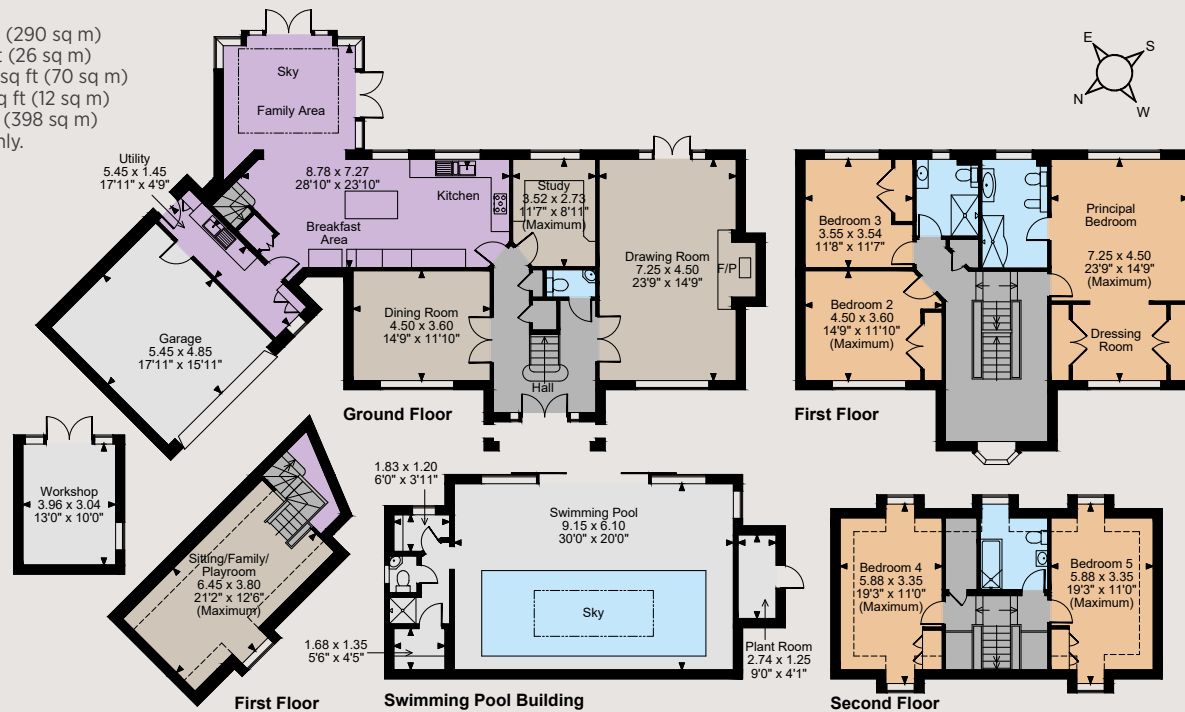 (290 sq m)
(26 sq m)
sq ft (70 sq m)
ft (12 sq m)
(398 sq m)
E
S
N
W
Sky
Family Area
Utility
5.45 x 1.45
17'11" x 4'9"
8.78 x 7.27
28'10" x 23'10"
Kitchen
Breakfast
Area
Study
3.52 x 2.73
11'7" x 8'11"
(Maximum)
Drawing Room
7.25 x 4.50
23'9" x 14'9"
F/P
Dining Room
4.50 x 3.60
14'9" x 11'10"
Garage
5.45 x 4.85
17'11" x 15'11"
Hall
Ground Floor
Bedroom 3
3.55 x 3.54
11'8" x 11'7"
Principal
Bedroom
7.25 x 4.50
23'9" x 14'9"
(Maximum)
Bedroom 2
4.50 x 3.60
14'9" x 11'10"
(Maximum)
Dressing
Room
First Floor
Workshop
3.96 x 3.04
13'0" x 10'0"
Sitting/Family/
Playroom
6.45 x 3.80
21'2" x 12'6"
(Maximum)
First Floor
1.83 x 1.20
6'0" x 3'11"
Swimming Pool
9.15 x 6.10
30'0" x 20'0"
Sky
1.68 x 1.35
5'6" x 4'5"
Plant Room
2.74 x 1.25
9'0" x 4'1"
Swimming Pool Building
Bedroom 4
5.88 x 3.35
19'3" x 11'0"
(Maximum)
Bedroom 5
5.88 x 3.35
19'3" x 11'0"
(Maximum)
Second Floor